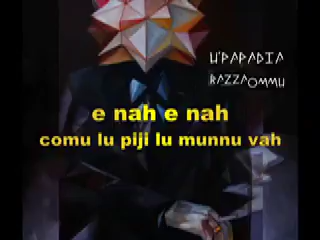 U'PAPADIA
RAZZAOMMU
e nah e nah
comu lu piji lu munnu vah